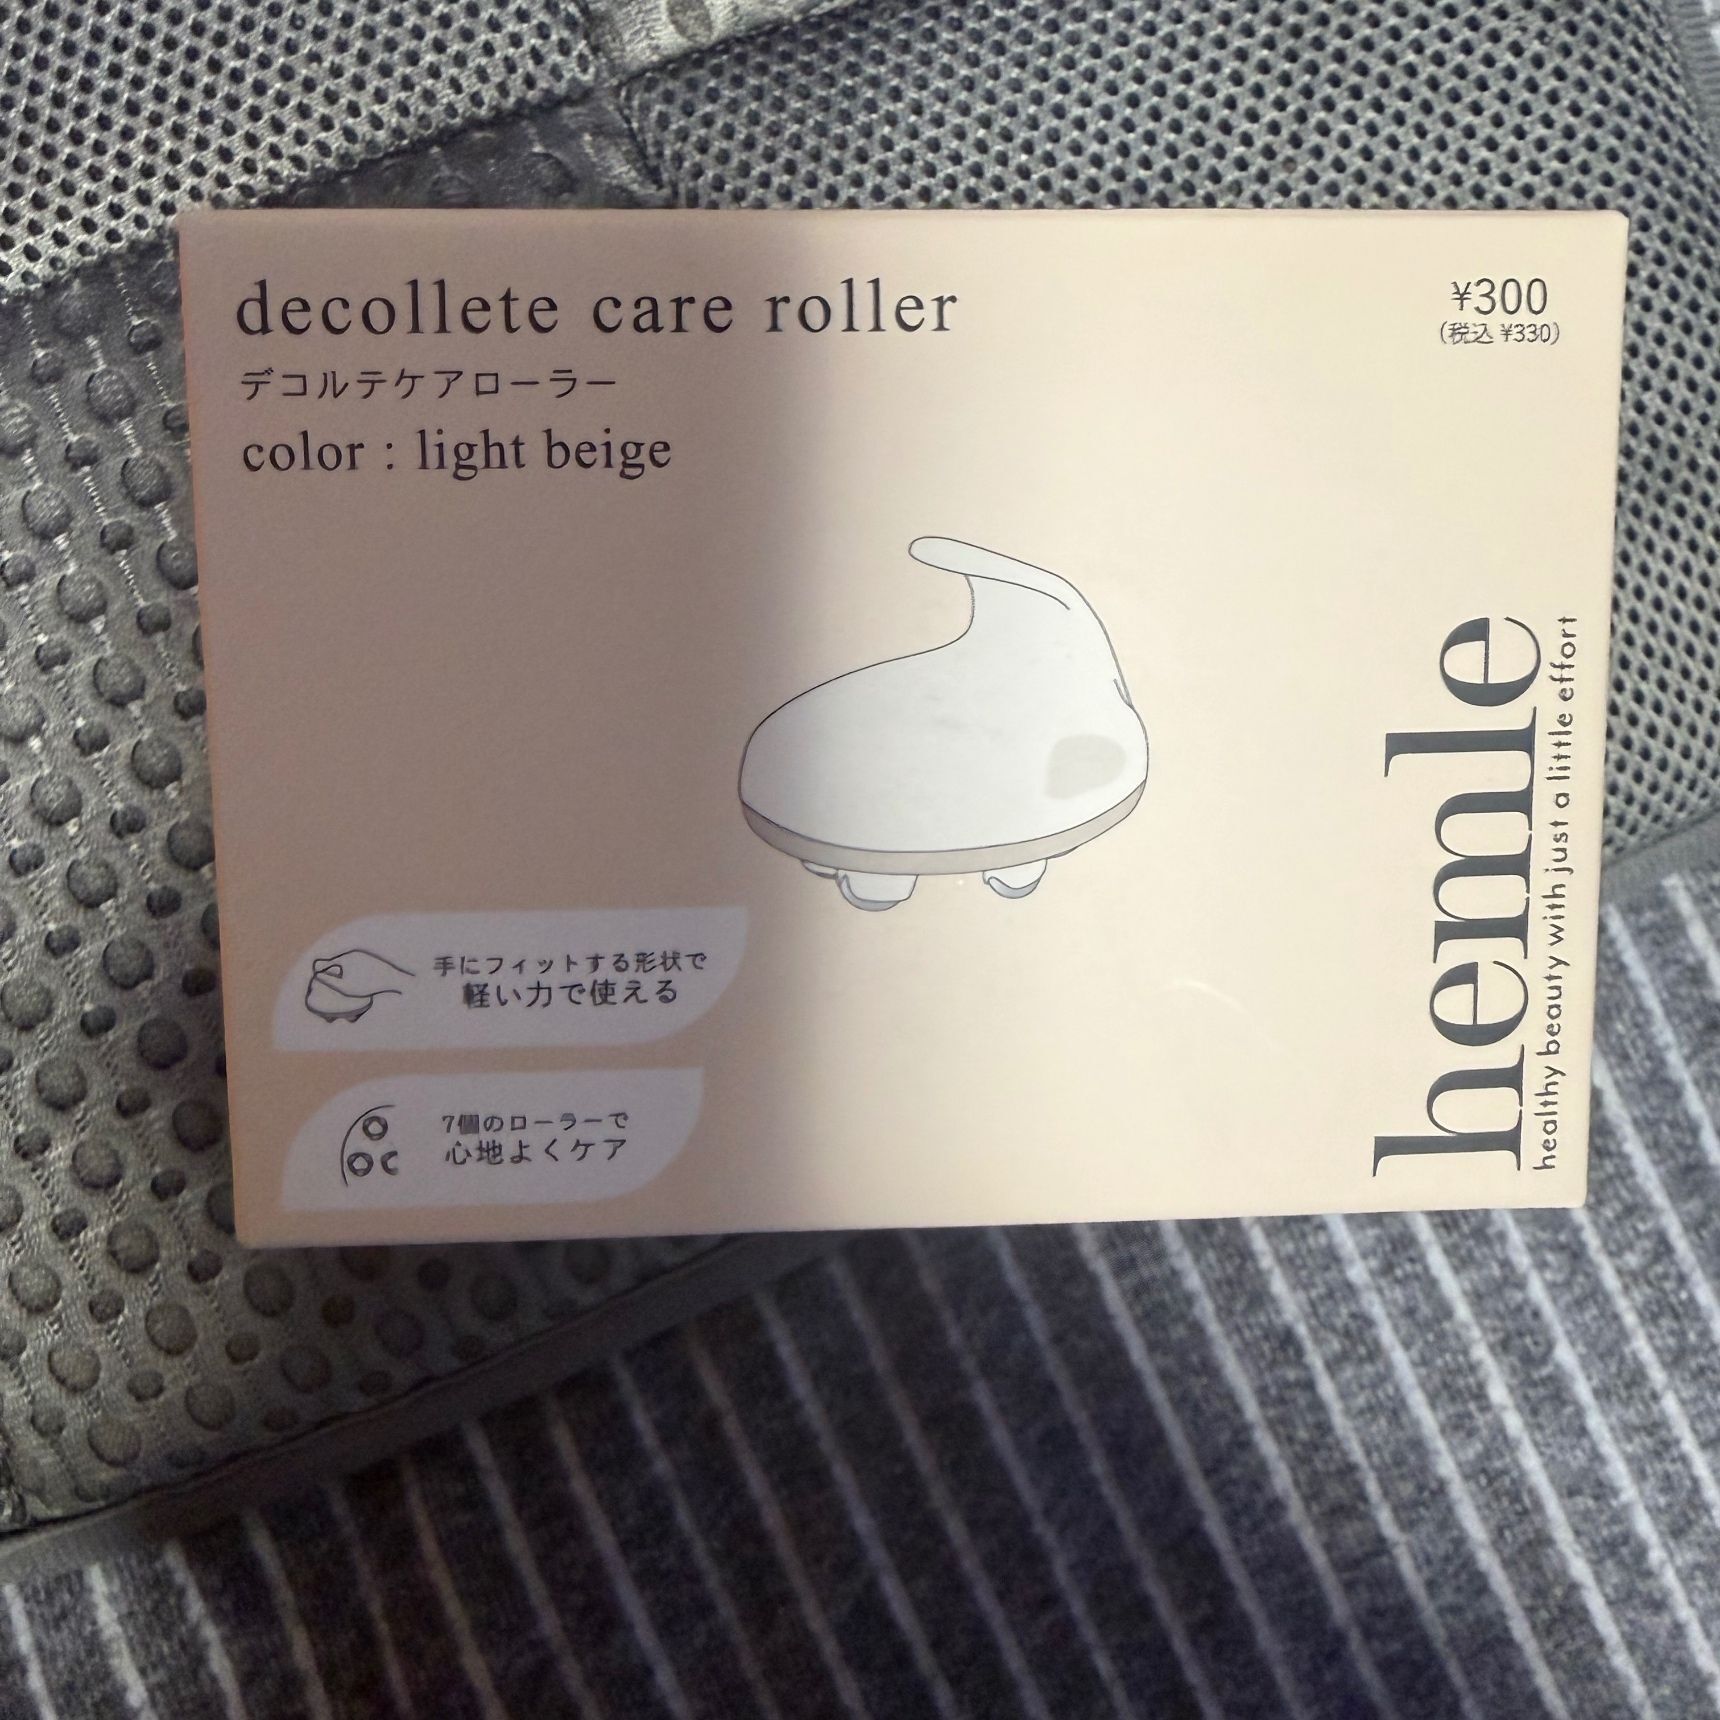 decollete care roller
デコルテケアローラー
color : light beige
¥300
(税込 ¥330)
手にフィットする形状で
軽い力で使える
7個のローラーで
心地よくケア
hemle
healthy beauty with just a little effort